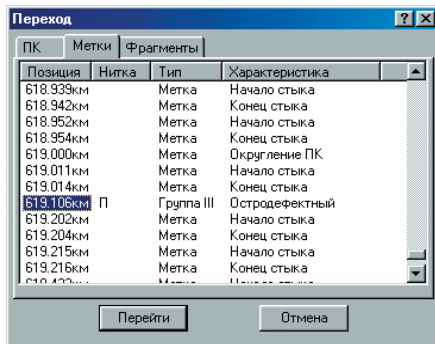 Переход
ПК Метки Фрагменты
Позиция Нитка Тип Характеристика
618.939км Метка Начало стыка
618.942км Метка Конец стыка
618.952км Метка Начало стыка
618.954км Метка Конец стыка
619.000км Метка Округление ПК
619.011км Метка Начало стыка
619.014км Метка Конец стыка
619.106км П Группа III Остродефектный
619.202км Метка Начало стыка
619.204км Метка Конец стыка
619.215км Метка Начало стыка
619.216км Метка Конец стыка
Перейти Отмена